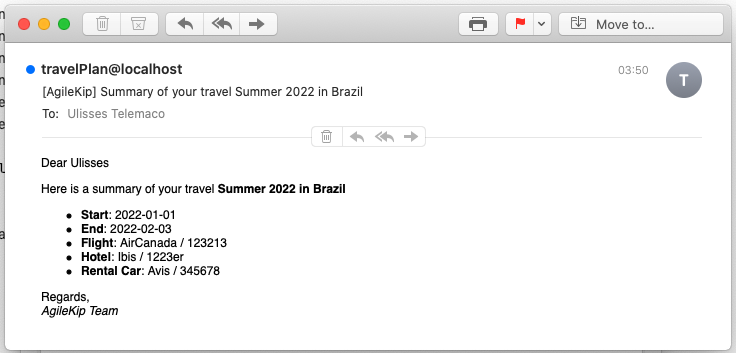 Move to...
travelPlan@localhost
03:50
T
[AgileKip] Summary of your travel Summer 2022 in Brazil
To: Ulisses Telemaco
Dear Ulisses
Here is a summary of your travel Summer 2022 in Brazil
• Start: 2022-01-01
• End: 2022-02-03
• Flight: AirCanada / 123213
• Hotel: Ibis / 1223er
• Rental Car: Avis / 345678
Regards,
AgileKip Team